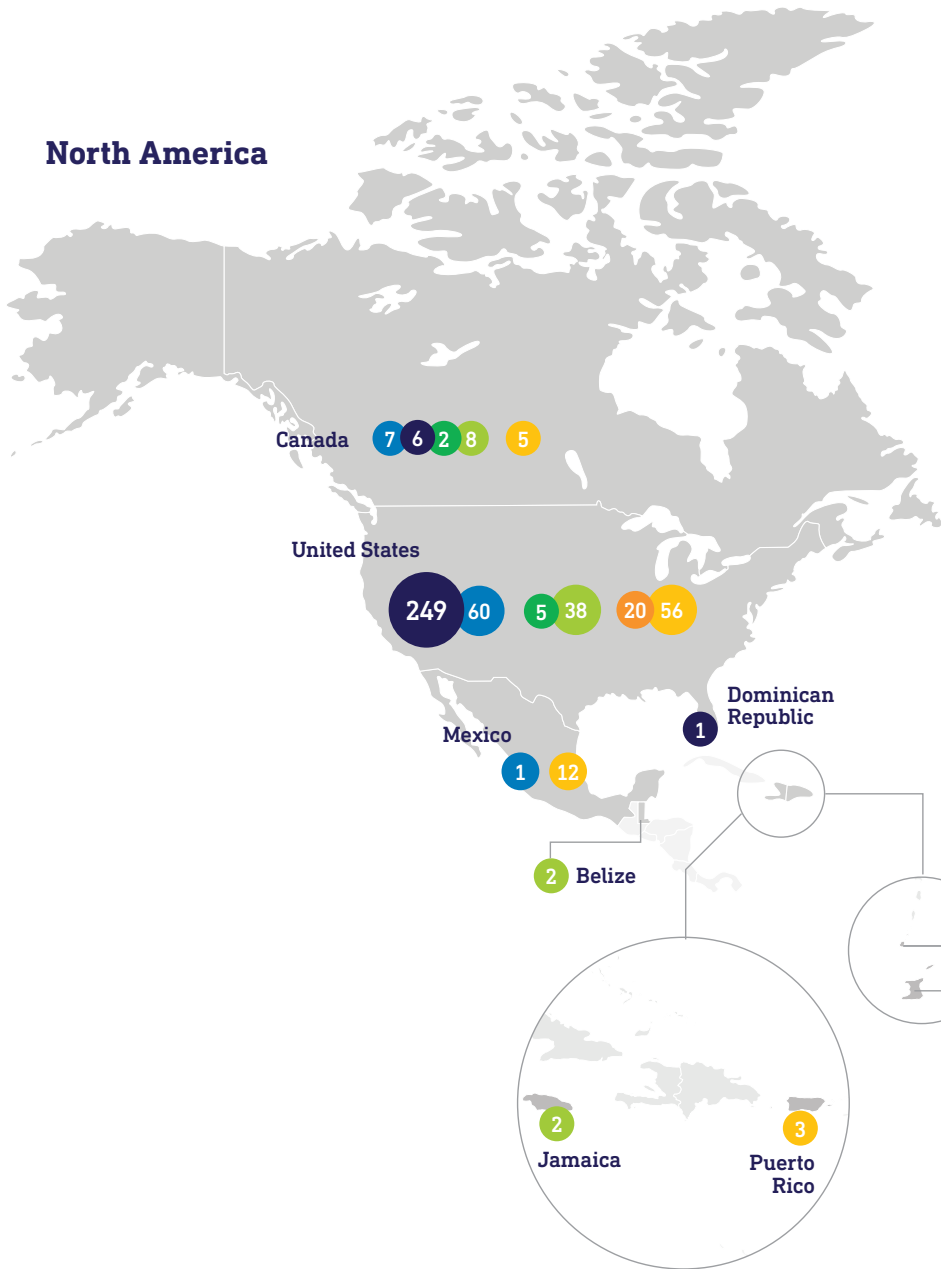 North America
Canada
7 6 2 8 5
United States
249 60 5 38 20 56
Dominican
Republic
1
Mexico
1 12
2 Belize
2
Jamaica
3
Puerto
Rico